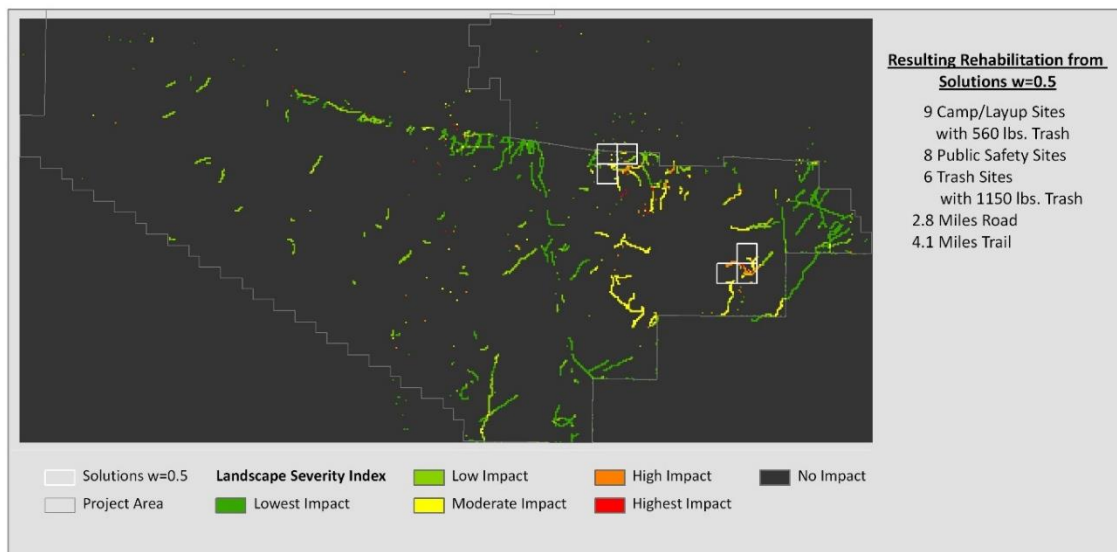 Resulting Rehabilitation from
Solutions w=0.5
9 Camp/Layup Sites
with 560 lbs. Trash
8 Public Safety Sites
6 Trash Sites
with 1150 lbs. Trash
2.8 Miles Road
4.1 Miles Trail
Solutions w=0.5
Landscape Severity Index
Low Impact
High Impact
No Impact
Project Area
Lowest Impact
Moderate Impact
Highest Impact